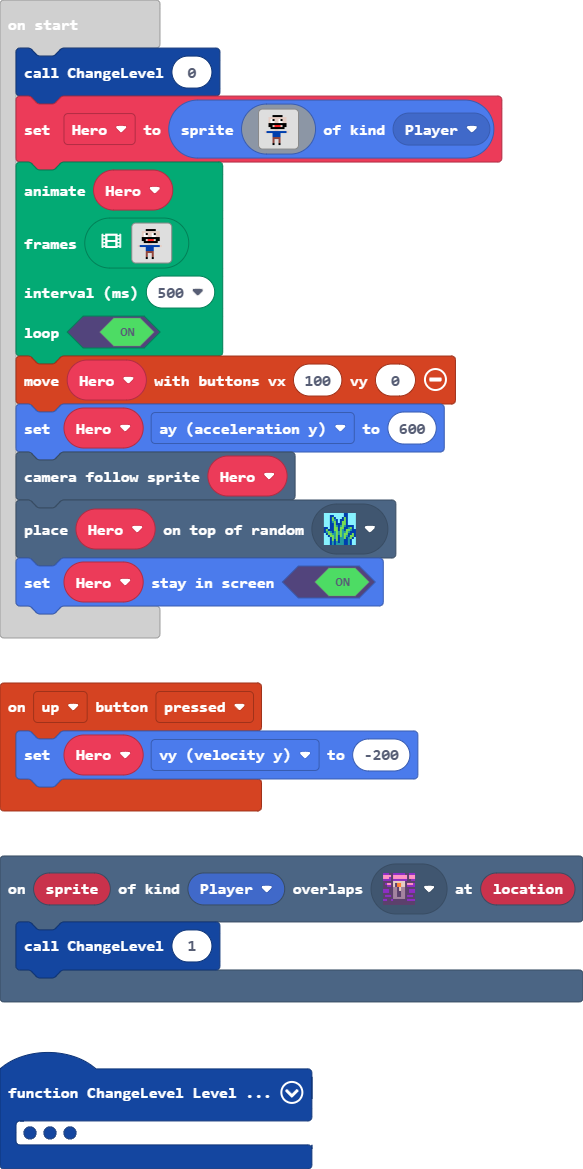 on start
call ChangeLevel 0
set Hero to sprite of kind Player
animate Hero
frames
interval (ms) 500
loop ON
move Hero with buttons vx 100 vy 0
set Hero ay (acceleration y) to 600
camera follow sprite Hero
place Hero on top of random
set Hero stay in screen ON
on up button pressed
set Hero vy (velocity y) to -200
on sprite of kind Player overlaps at location
call ChangeLevel 1
function ChangeLevel Level ...